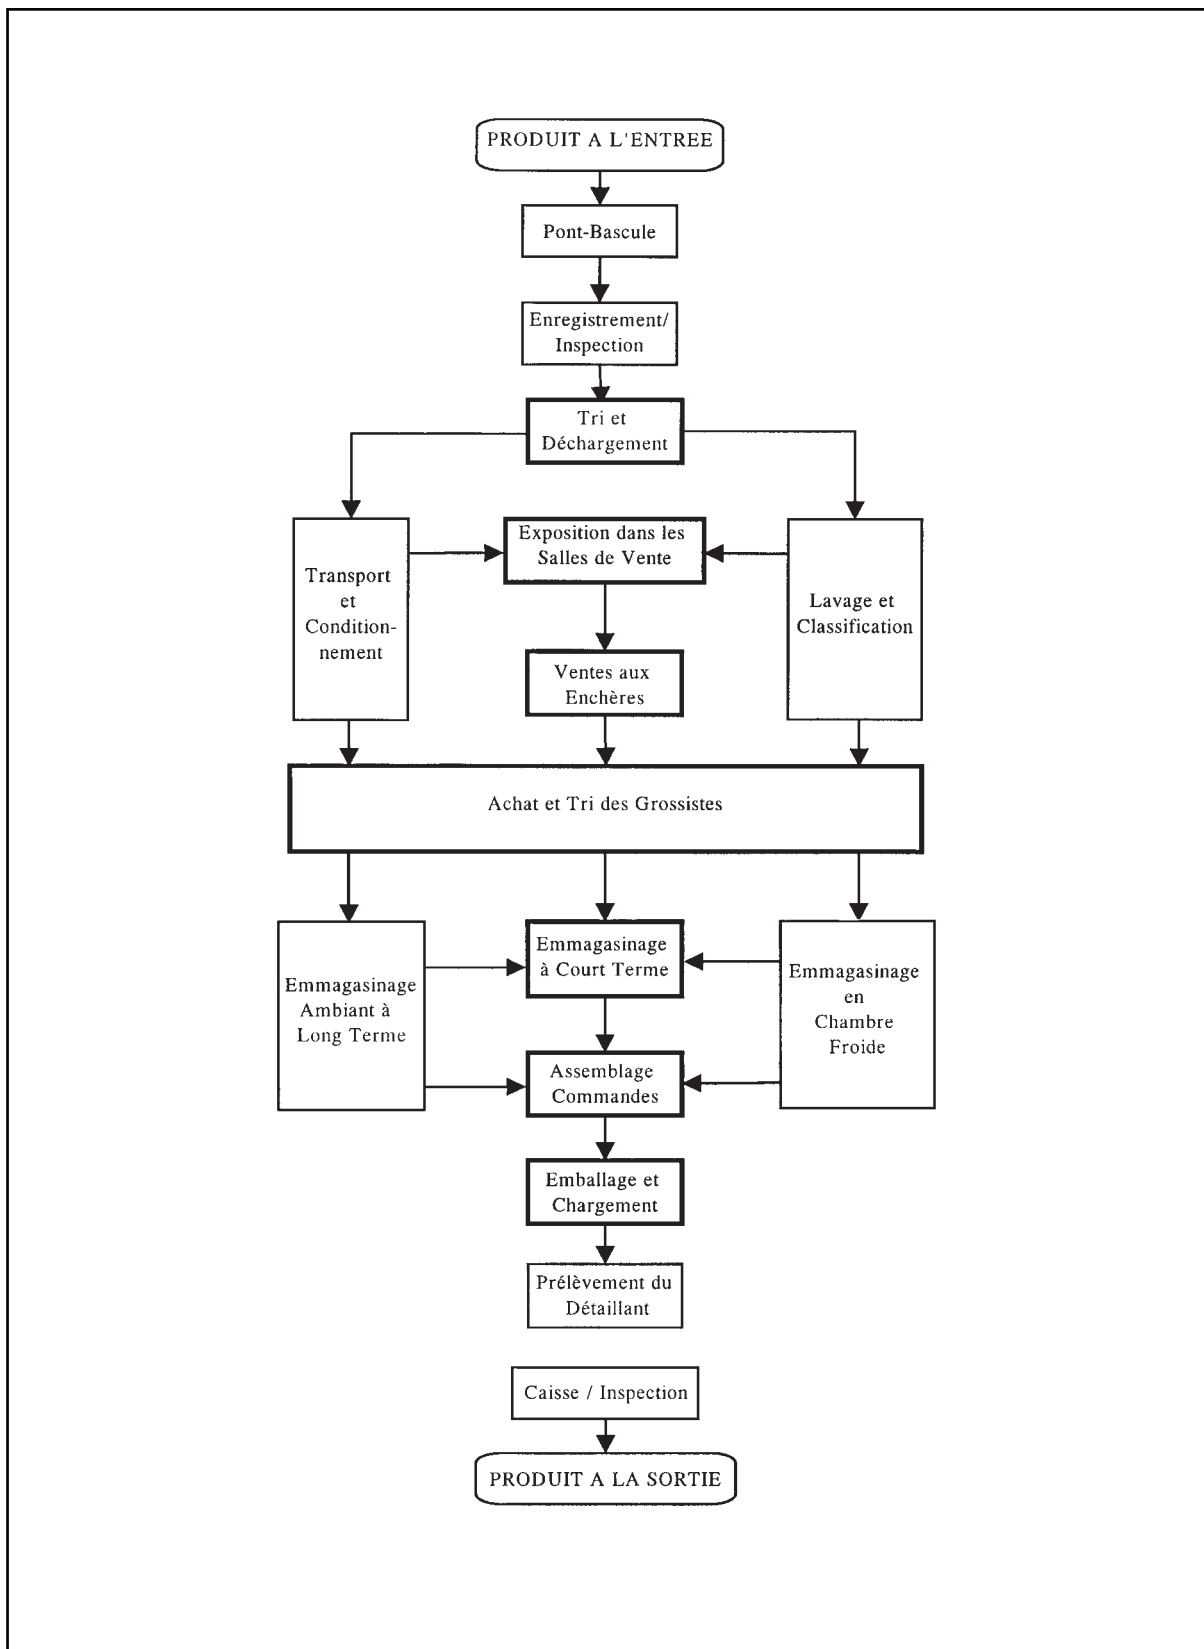 PRODUIT A L'ENTREE
Pont-Bascule
Enregistrement/
Inspection
Tri et
Déchargement
Transport
et
Condition-
nement
Exposition dans les
Salles de Vente
Lavage et
Classification
Ventes aux
Enchères
Achat et Tri des Grossistes
Emmagasinage
Ambiant à
Long Terme
Emmagasinage
à Court Terme
Emmagasinage
en
Chambre
Froide
Assemblage
Commandes
Emballage et
Chargement
Prélèvement du
Détaillant
Caisse / Inspection
PRODUIT A LA SORTIE